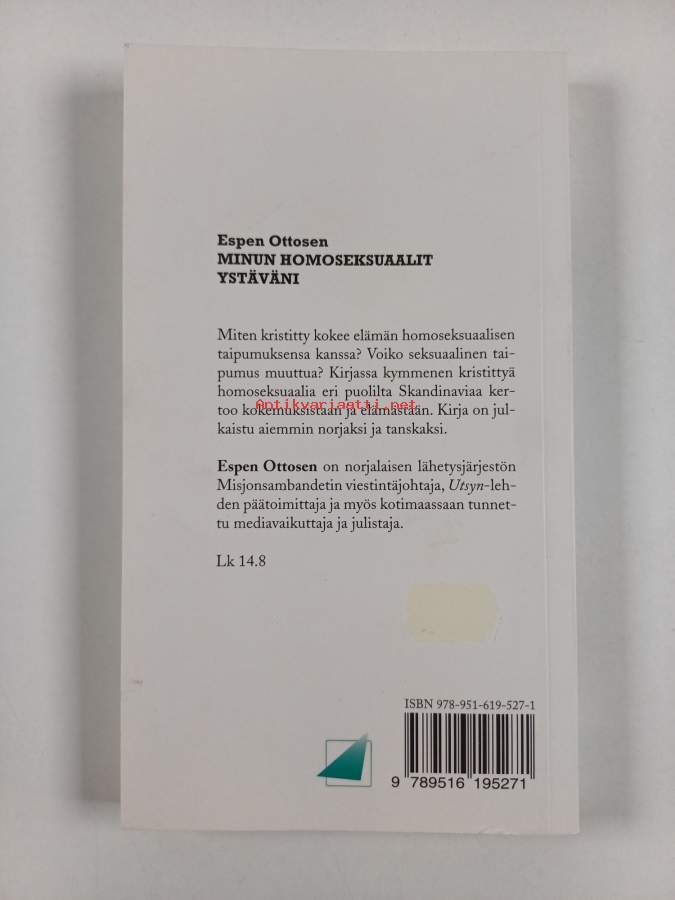 Espen Ottosen
MINUN HOMOSEKSUAALIT
YSTÄVÄNI
Miten kristitty kokee elämän homoseksuaalisen
taipumuksensa kanssa? Voiko seksuaalinen tai-
pumus muuttua? Kirjassa kymmenen kristittyä
homoseksuaalia eri puolilta Skandinaviaa ker-
too kokemuksistaan ja elämästään. Kirja on jul-
Antikvariaatti.net
kaistu aiemmin norjaksi ja tanskaksi.
Espen Ottosen on norjalaisen lähetysjärjestön
Misjonsambandetin viestintäjohtaja, Utsyn-leh-
den päätoimittaja ja myös kotimaassaan tunnet-
tu mediavaikuttaja ja julistaja.
Lk 14.8
ISBN 978-951-619-527-1
9 789516 195271